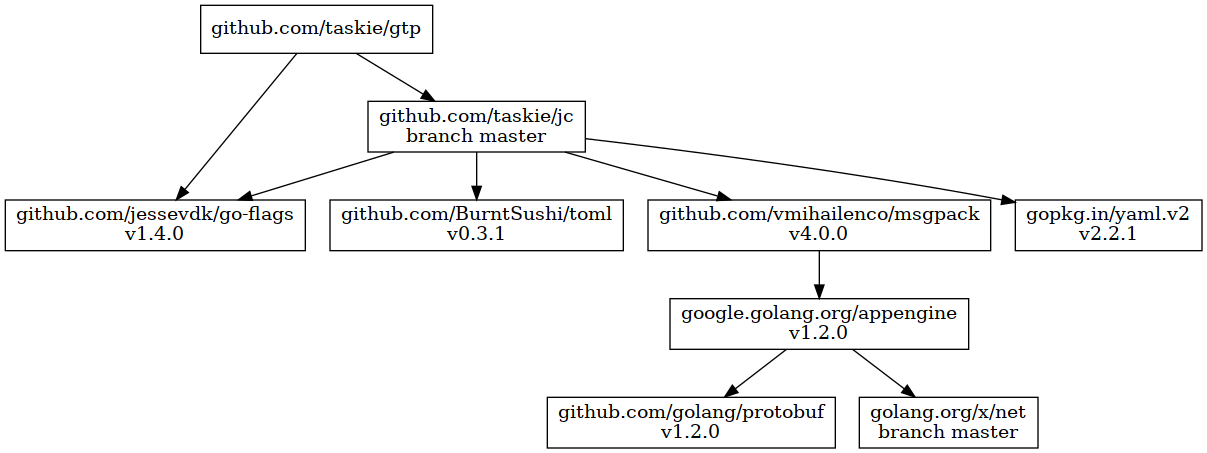 github.com/taskie/gtp
github.com/taskie/jc
branch master
github.com/jessevdk/go-flags
v1.4.0
github.com/BurntSushi/toml
v0.3.1
github.com/vmihailenco/msgpack
v4.0.0
gopkg.in/yaml.v2
v2.2.1
google.golang.org/appengine
v1.2.0
github.com/golang/protobuf
v1.2.0
golang.org/x/net
branch master